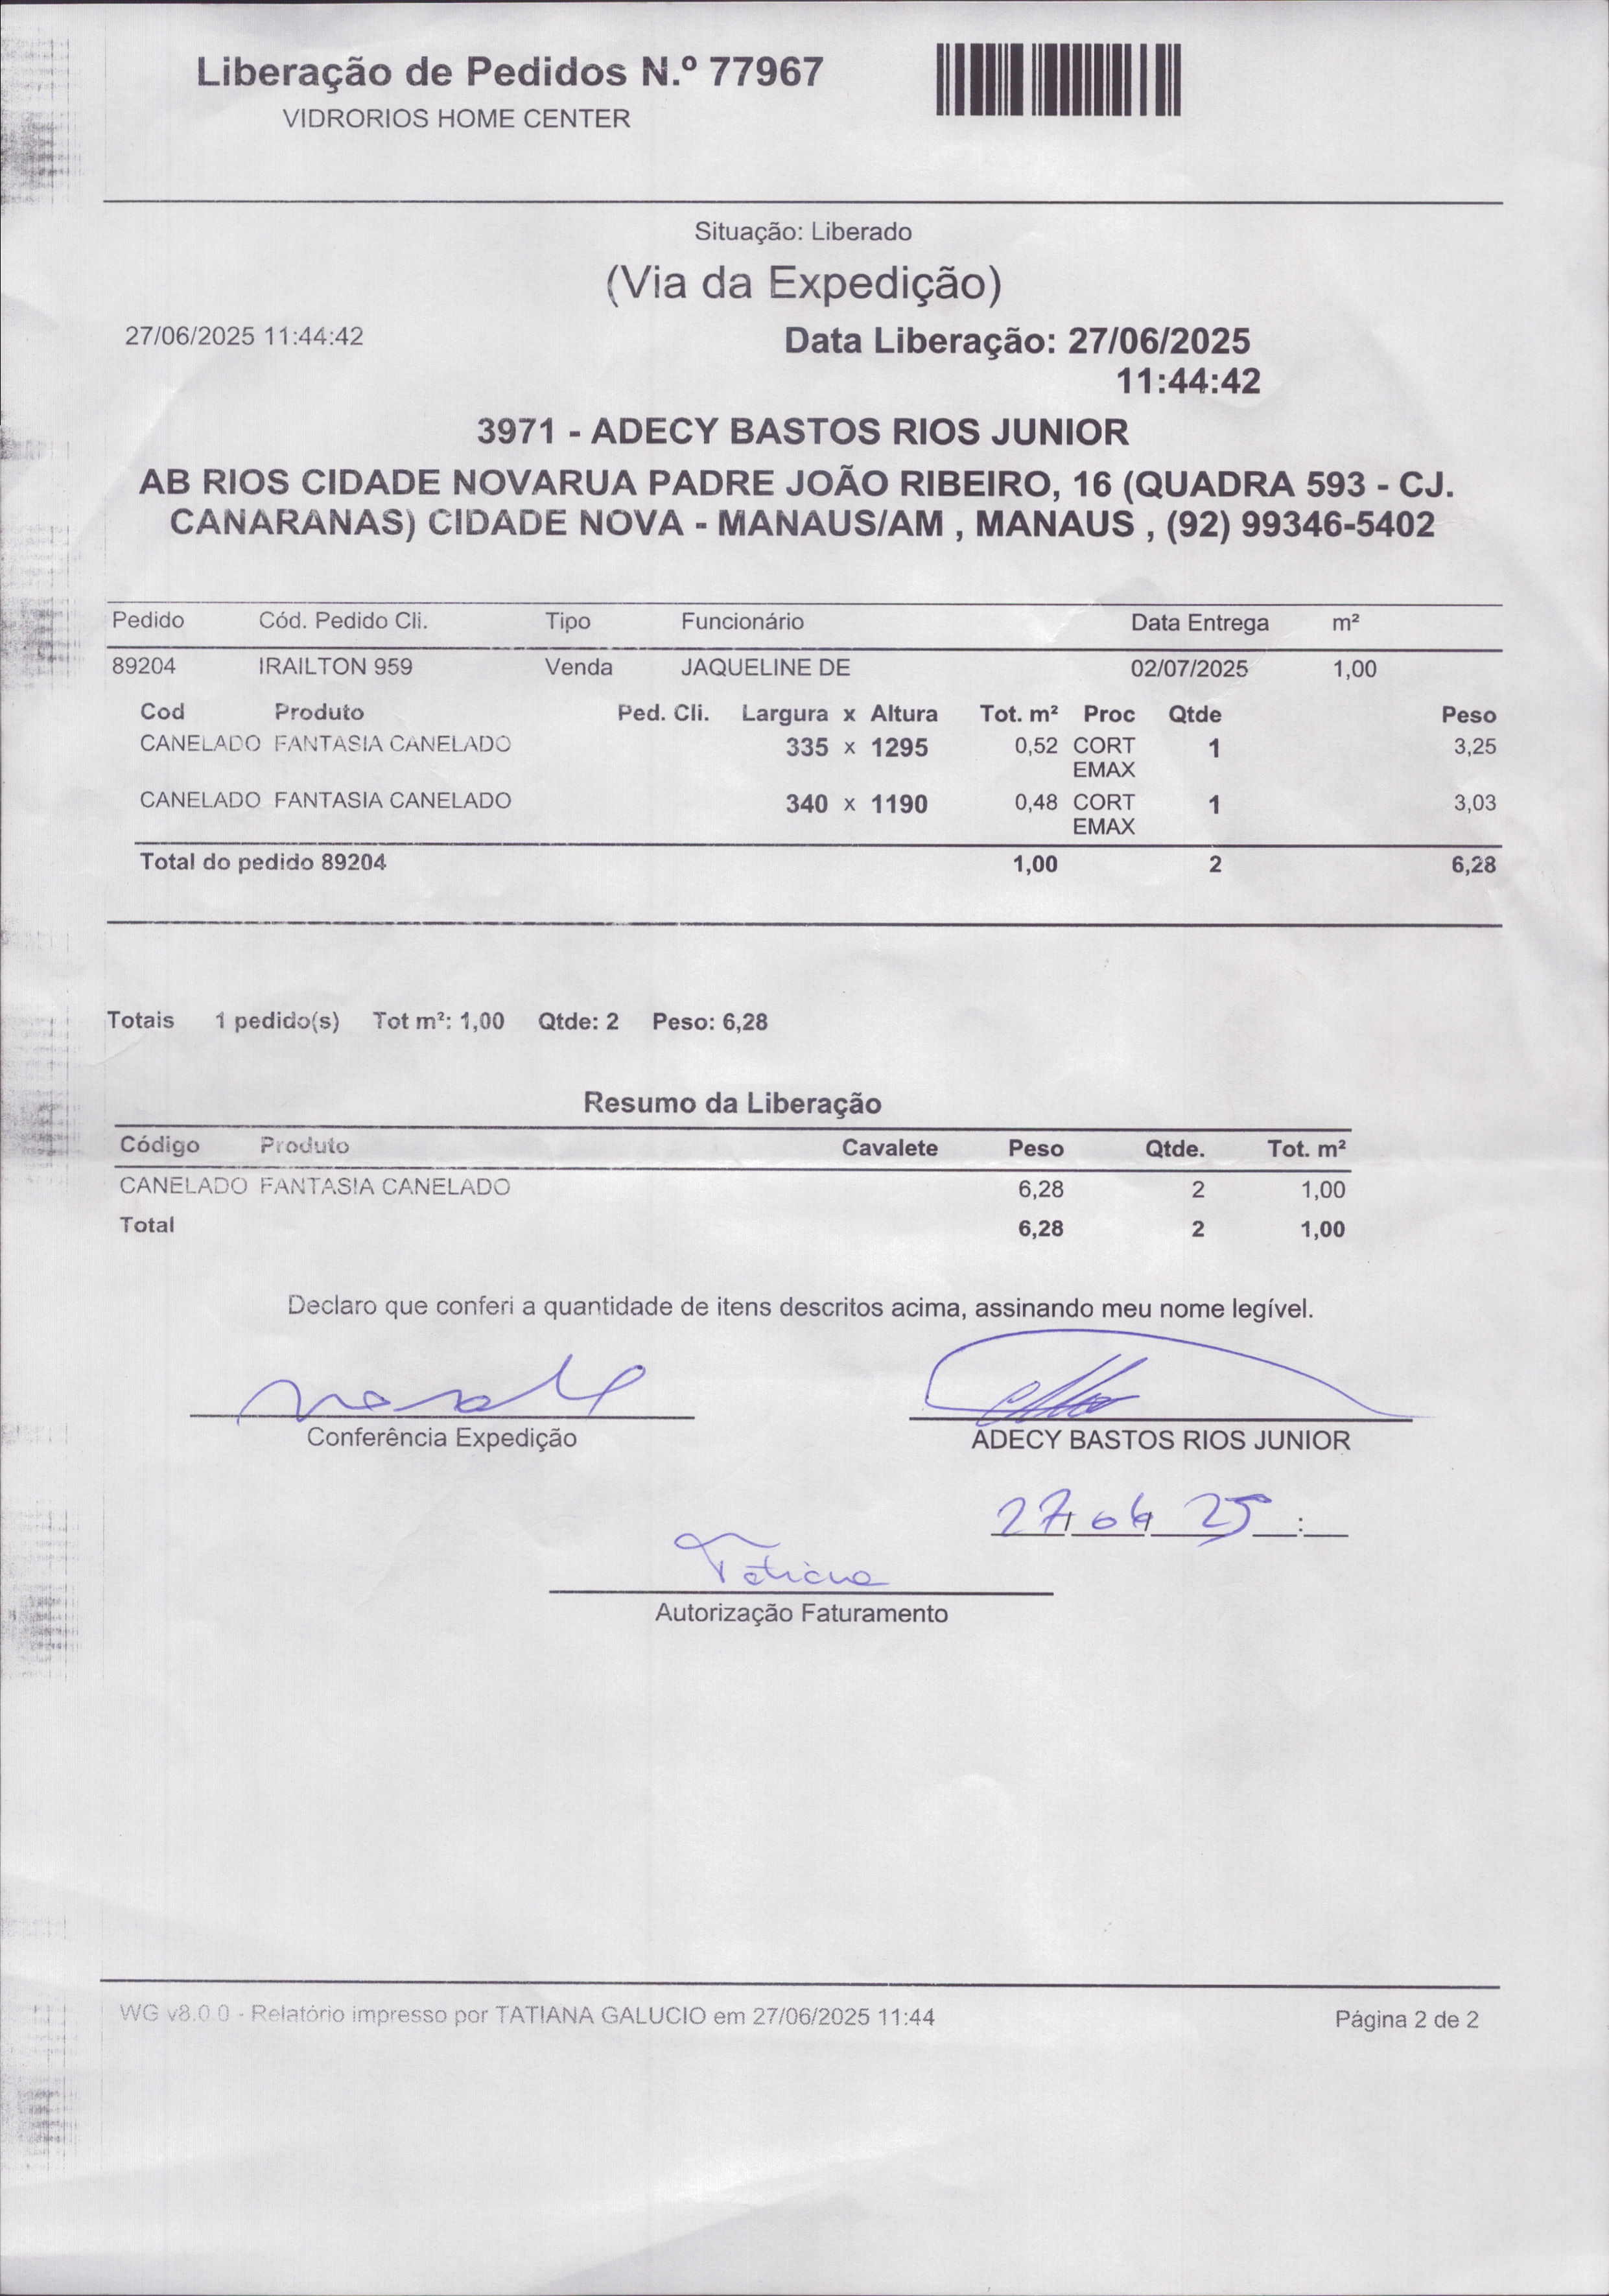 Liberação de Pedidos N.º 77967
VIDRORIOS HOME CENTER
Situação: Liberado
(Via da Expedição)
27/06/2025 11:44:42
Data Liberação: 27/06/2025
11:44:42
3971 - ADECY BASTOS RIOS JUNIOR
AB RIOS CIDADE NOVARUA PADRE JOÃO RIBEIRO, 16 (QUADRA 593 - CJ.
CANARANAS) CIDADE NOVA - MANAUS/AM , MANAUS , (92) 99346-5402
Pedido Cód. Pedido Cli. Tipo Funcionário Data Entrega m²
89204 IRAILTON 959 Venda JAQUELINE DE 02/07/2025 1,00
Cod Produto Ped. Cli. Largura x Altura Tot. m² Proc Qtde Peso
CANELADO FANTASIA CANELADO 335 x 1295 0,52 CORT 1 3,25
EMAX
CANELADO FANTASIA CANELADO 340 x 1190 0,48 CORT 1 3,03
EMAX
Total do pedido 89204 1,00 2 6,28
Totais 1 pedido(s) Tot m²: 1,00 Qtde: 2 Peso: 6,28
Resumo da Liberação
Código Produto Cavalete Peso Qtde. Tot. m²
CANELADO FANTASIA CANELADO 6,28 2 1,00
Total 6,28 2 1,00
Declaro que conferi a quantidade de itens descritos acima, assinando meu nome legível.
Conferência Expedição
ADECY BASTOS RIOS JUNIOR
27/06/25 :
Tatiana
Autorização Faturamento
WG v8.0.0 - Relatório impresso por TATIANA GALUCIO em 27/06/2025 11:44
Página 2 de 2